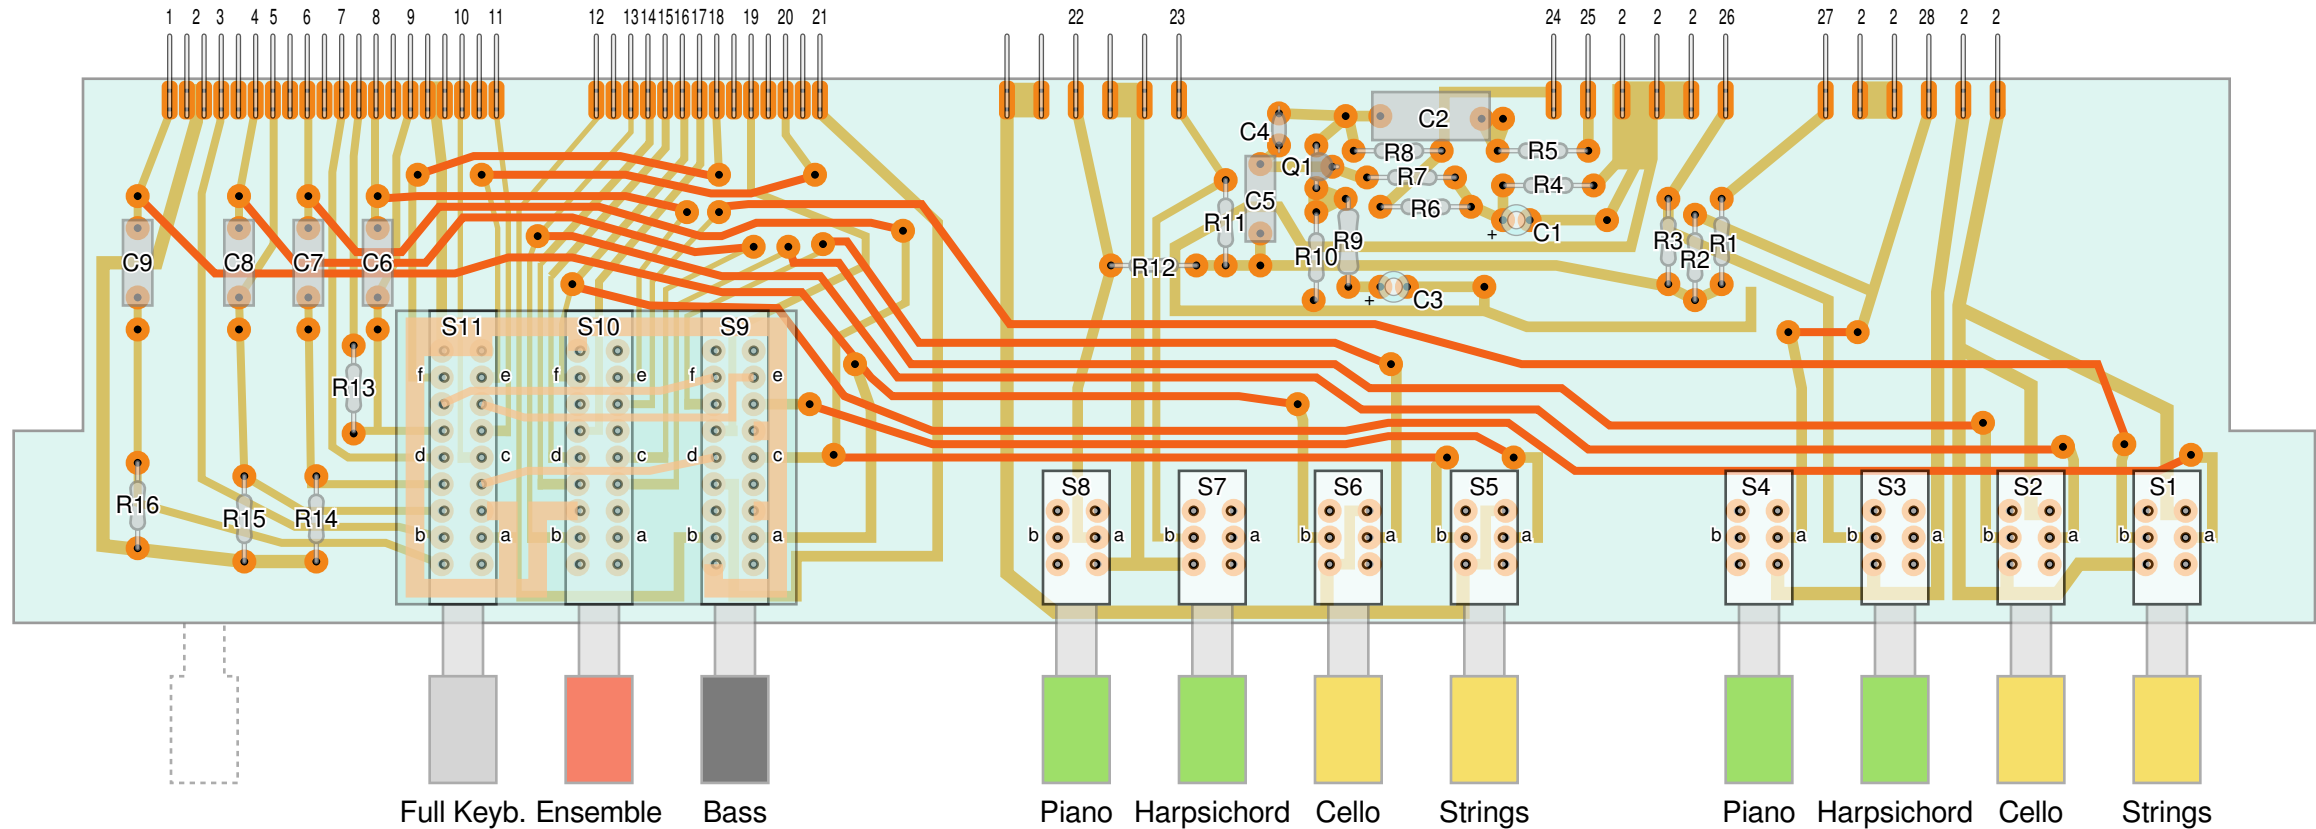 1 2 3 4 5 6 7 8 9 10 11 12 13 14 15 16 17 18 19 20 21 22 23 24 25 2 2 2 26 27 2 2 28 2 2
C4 C2
R8 R5
Q1 R7 R4
C5 R6
R11 + C1
R10 R9 R3 R2 R1
C9 C8 C7 C6 R12
+ C3
S11 S10 S9
f e f e f e
R13
d c d c d c
S8 S7 S6 S5 S4 S3 S2 S1
R16 R15 R14
b a b a b a b a b a b a b a b a b a b a b a
Full Keyb. Ensemble Bass Piano Harpsichord Cello Strings Piano Harpsichord Cello Strings